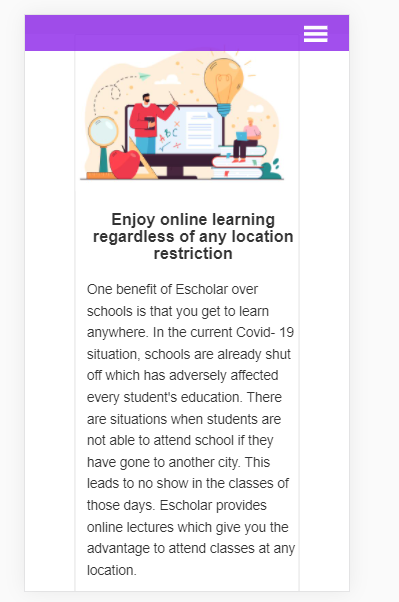 A
B C
Enjoy online learning
regardless of any location
restriction
One benefit of Escholar over
schools is that you get to learn
anywhere. In the current Covid- 19
situation, schools are already shut
off which has adversely affected
every student's education. There
are situations when students are
not able to attend school if they
have gone to another city. This
leads to no show in the classes of
those days. Escholar provides
online lectures which give you the
advantage to attend classes at any
location.